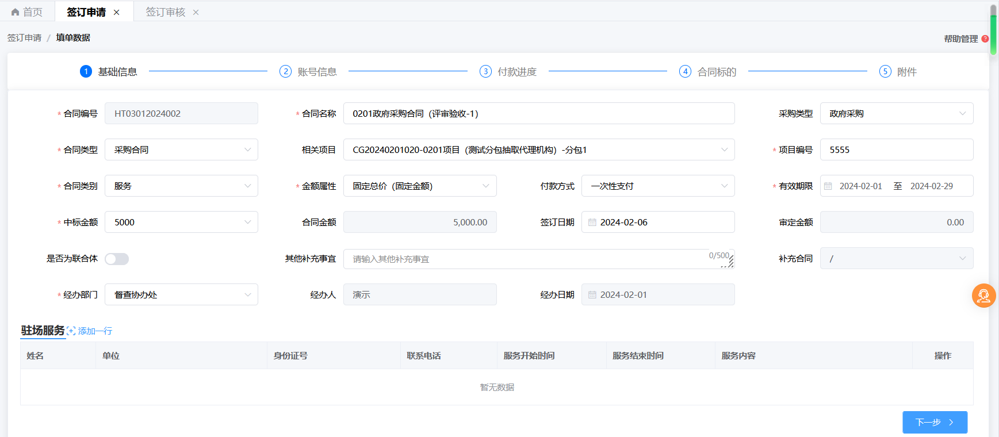 首页 签订申请 × 签订审核 ×
签订申请 / 填单数据 帮助管理 ?
1 基础信息 2 账号信息 3 付款进度 4 合同标的 5 附件
* 合同编号 HT03012024002 * 合同名称 0201政府采购合同（评审验收-1） 采购类型 政府采购
* 合同类型 采购合同 相关项目 CG20240201020-0201项目（测试分包抽取代理机构）-分包1 * 项目编号 5555
* 合同类别 服务 * 金额属性 固定总价（固定金额） 付款方式 一次性支付 * 有效期限 2024-02-01 至 2024-02-29
* 中标金额 5000 合同金额 5,000.00 签订日期 2024-02-06 审定金额 0.00
是否为联合体 其他补充事宜 请输入其他补充事宜 0/500 补充合同 /
* 经办部门 督查协办处 经办人 演示 经办日期 2024-02-01
驻场服务 添加一行
姓名 单位 身份证号 联系电话 服务开始时间 服务结束时间 服务内容 操作
暂无数据
下一步